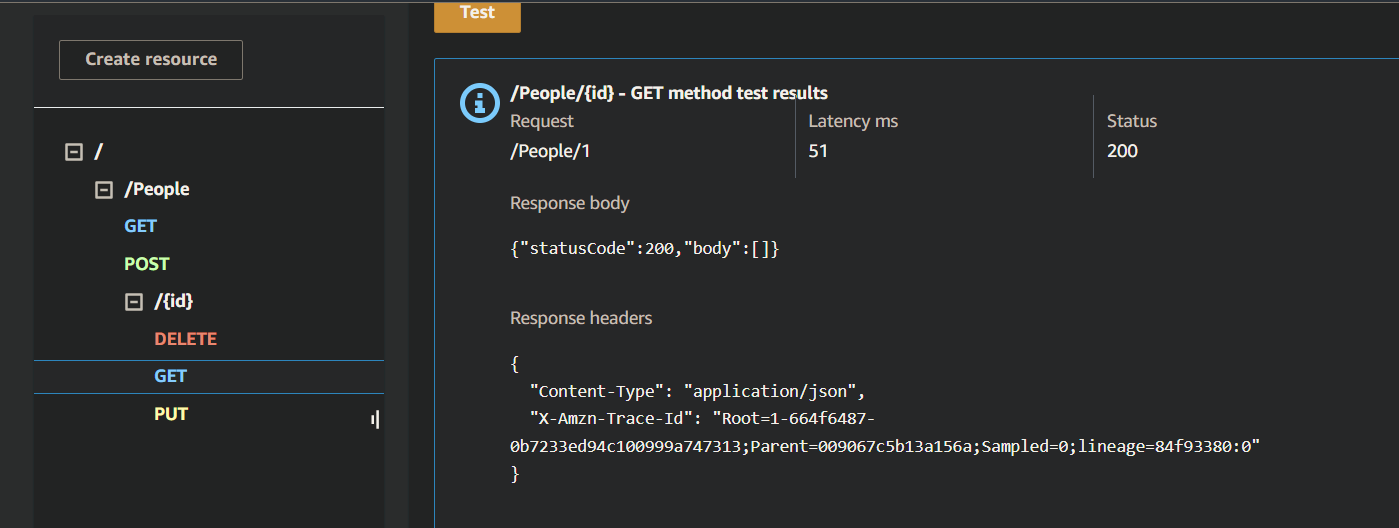 Test
Create resource
/
/People
GET
POST
/{id}
DELETE
GET
PUT
/People/{id} - GET method test results
Request
/People/1
Latency ms
51
Status
200
Response body
{"statusCode":200,"body":[]}
Response headers
{
"Content-Type": "application/json",
"X-Amzn-Trace-Id": "Root=1-664f6487-
0b7233ed94c100999a747313;Parent=009067c5b13a156a;Sampled=0;lineage=84f93380:0"
}